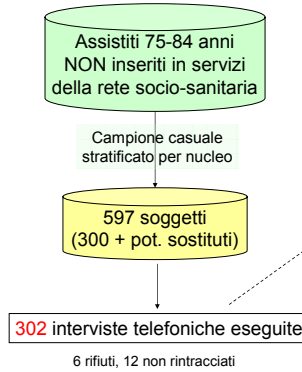 Assistiti 75-84 anni
NON inseriti in servizi
della rete socio-sanitaria
Campione casuale
stratificato per nucleo
597 soggetti
(300 + pot. sostituti)
302 interviste telefoniche eseguite
6 rifiuti, 12 non rintracciati